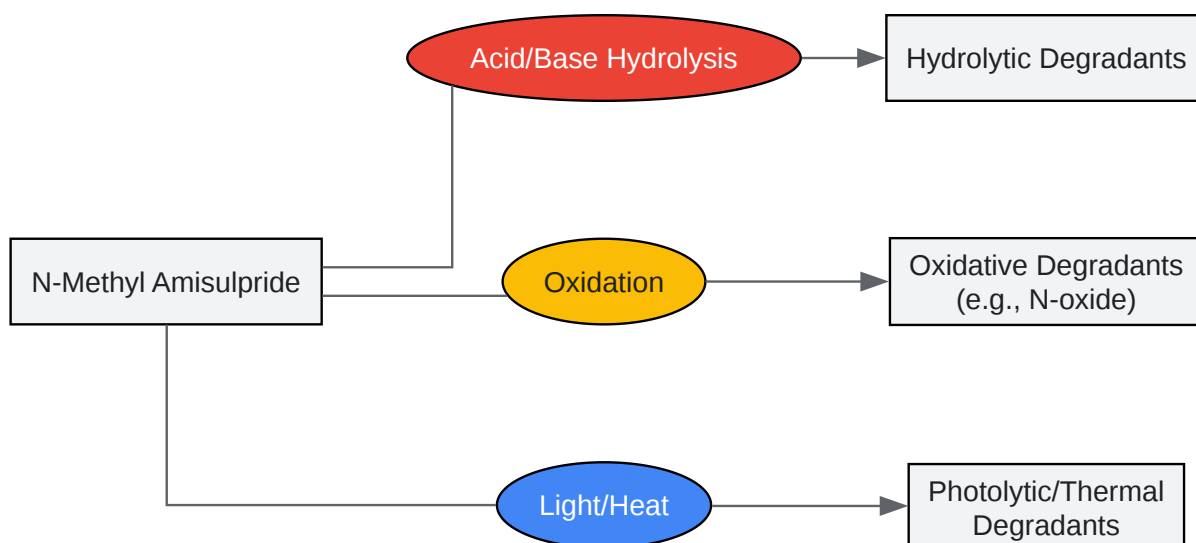 Acid/Base Hydrolysis
Hydrolytic Degradants
N-Methyl Amisulpride
Oxidation
Oxidative Degradants
(e.g., N-oxide)
Light/Heat
Photolytic/Thermal
Degradants